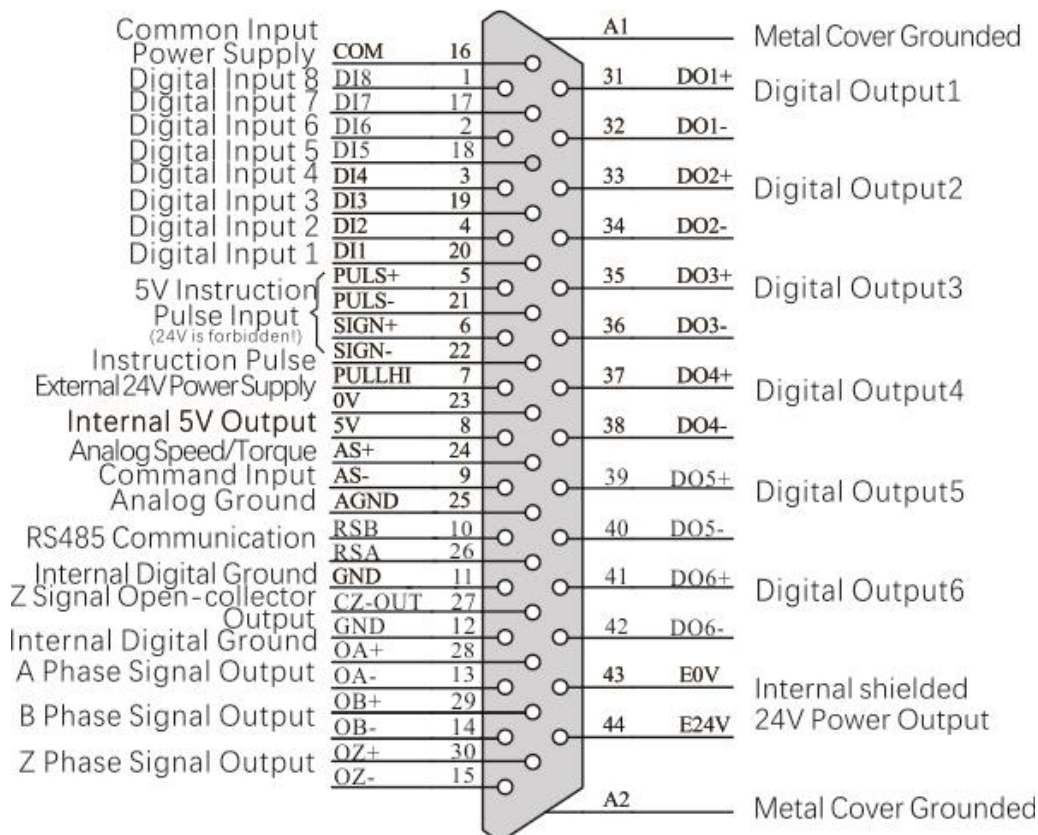 Common Input
Power Supply COM 16
Digital Input 8 DI8 1
Digital Input 7 DI7 17
Digital Input 6 DI6 2
Digital Input 5 DI5 18
Digital Input 4 DI4 3
Digital Input 3 DI3 19
Digital Input 2 DI2 4
Digital Input 1 DI1 20
PULS+ 5
5V Instruction
PULS- 21
Pulse Input
SIGN+ 6
(24V is forbidden!)
SIGN- 22
Instruction Pulse
External 24V Power Supply PULLHI 7
0V 23
Internal 5V Output 5V 8
Analog Speed/Torque AS+ 24
Command Input AS- 9
Analog Ground AGND 25
RSB 10
RS485 Communication
RSA 26
Internal Digital Ground GND 11
Z Signal Open-collector CZ-OUT 27
Output
GND 12
Internal Digital Ground
OA+ 28
A Phase Signal Output OA- 13
OB+ 29
B Phase Signal Output
OB- 14
OZ+ 30
Z Phase Signal Output
OZ- 15
A1 Metal Cover Grounded
31 DO1+
Digital Output1
32 DO1-
33 DO2+
Digital Output2
34 DO2-
35 DO3+
Digital Output3
36 DO3-
37 DO4+
Digital Output4
38 DO4-
39 DO5+
Digital Output5
40 DO5-
41 DO6+
Digital Output6
42 DO6-
43 E0V
Internal shielded
24V Power Output
44 E24V
A2 Metal Cover Grounded